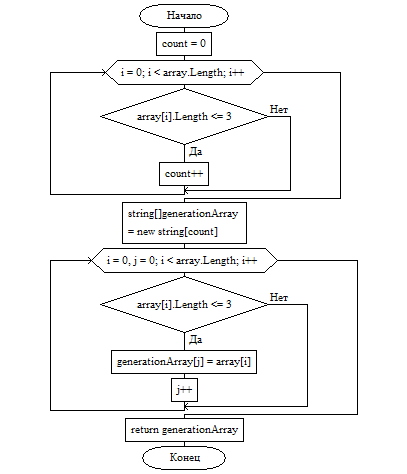 Начало
count = 0
i = 0; i < array.Length; i++
array[i].Length <= 3
Нет
Да
count++
string[]generationArray
= new string[count]
i = 0, j = 0; i < array.Length; i++
array[i].Length <= 3
Нет
Да
generationArray[j] = array[i]
j++
return generationArray
Конец